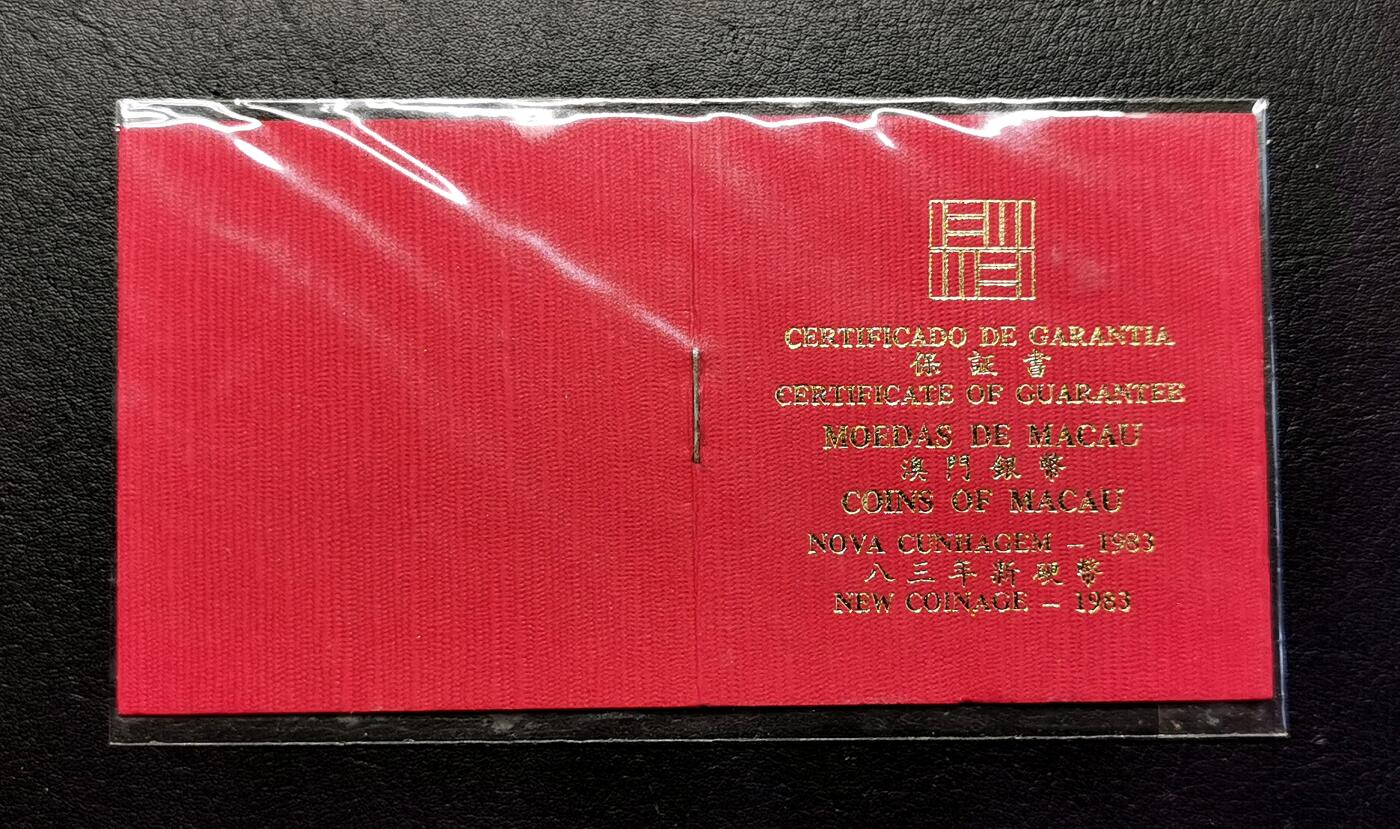 CERTIFICADO DE GARANTIA
保証書
CERTIFICATE OF GUARANTEE
MOEDAS DE MACAU
澳門銀幣
COINS OF MACAU
NOVA CUNHAGEM – 1983
八三年新硬幣
NEW COINAGE – 1983